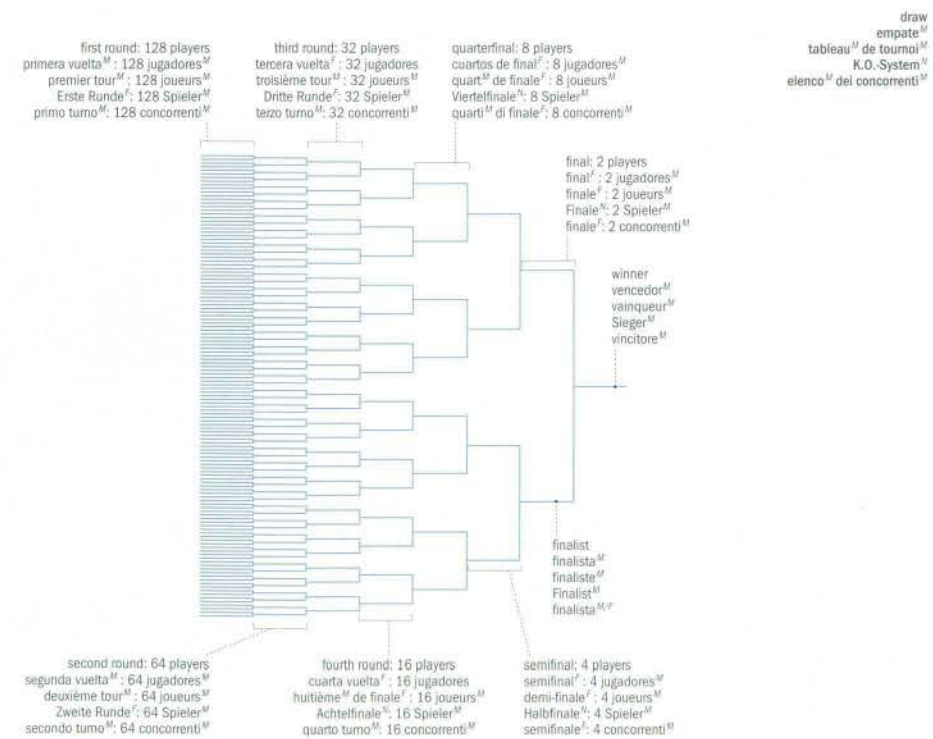 draw
empate^M
tableau^M de tournoi^M
K.O.-System^N
elenco^M dei concorrenti^M
first round: 128 players
primera vuelta^M : 128 jugadores^M
premier tour^M : 128 joueurs^M
Erste Runde^F: 128 Spieler^M
primo turno^M: 128 concorrenti^M
third round: 32 players
tercera vuelta^F : 32 jugadores
troisième tour^M : 32 joueurs^M
Dritte Runde^F: 32 Spieler^M
terzo turno^M: 32 concorrenti^M
quarterfinal: 8 players
cuartos de final^F : 8 jugadores^M
quart^M de finale^F : 8 joueurs^M
Viertelfinale^N: 8 Spieler^M
quarti^M di finale^F: 8 concorrenti^M
final: 2 players
final^F : 2 jugadores^M
finale^F : 2 joueurs^M
Finale^N: 2 Spieler^M
finale^F: 2 concorrenti^M
winner
vencedor^M
vainqueur^M
Sieger^M
vincitore^M
finalist
finalista^M
finaliste^M
Finalist^M
finalista^M/F
second round: 64 players
segunda vuelta^M : 64 jugadores^M
deuxième tour^M : 64 joueurs^M
Zweite Runde^F: 64 Spieler^M
secondo turno^M: 64 concorrenti^M
fourth round: 16 players
cuarta vuelta^F : 16 jugadores
huitième^M de finale^F : 16 joueurs^M
Achtelfinale^N: 16 Spieler^M
quarto turno^M: 16 concorrenti^M
semifinal: 4 players
semifinal^F : 4 jugadores^M
demi-finale^F : 4 joueurs^M
Halbfinale^N: 4 Spieler^M
semifinale^F: 4 concorrenti^M